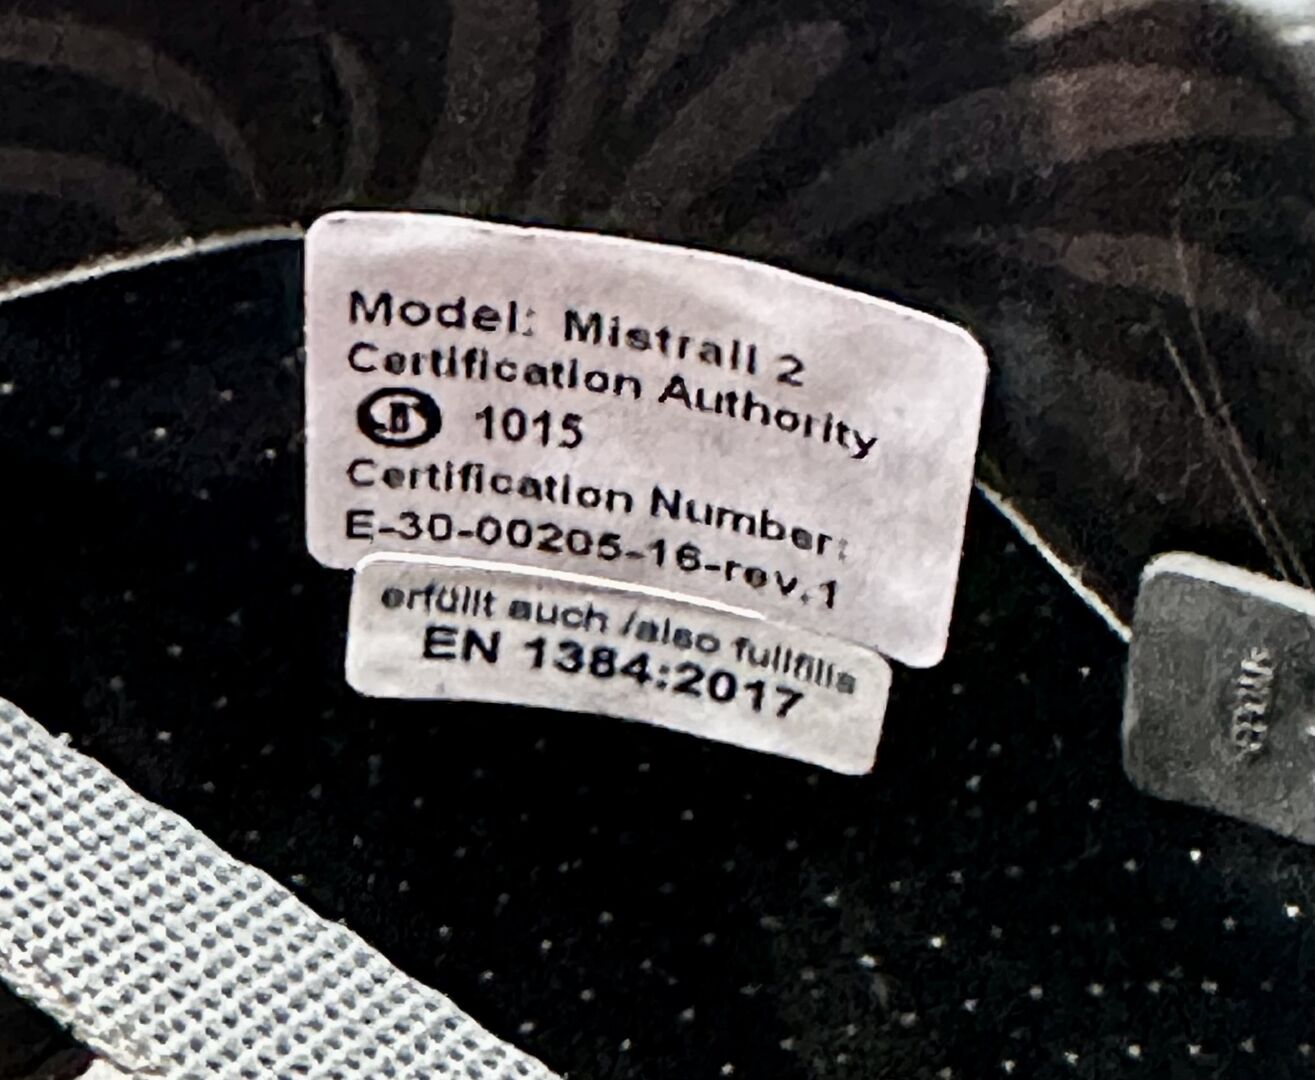 Model: Mistrall 2
Certification Authority
1015
Certification Number:
E-30-00205-16-rev.1
erfüllt auch /also fullfills
EN 1384:2017